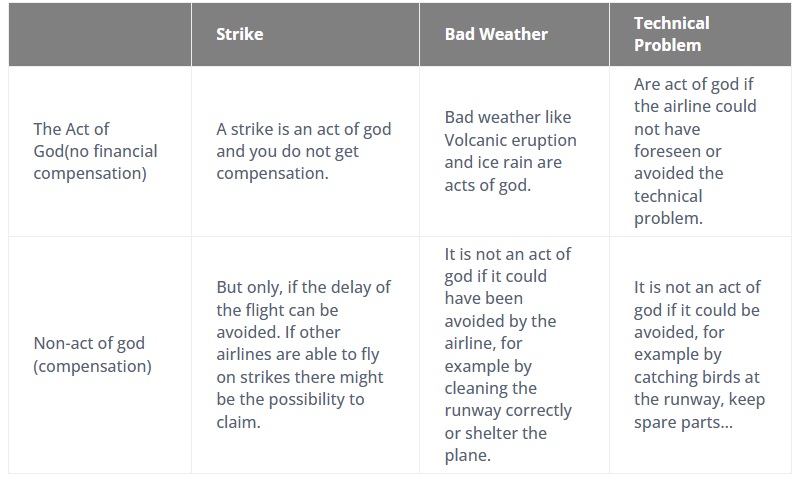 Strike
Bad Weather
Technical
Problem
The Act of
God(no financial
compensation)
A strike is an act of god
and you do not get
compensation.
Bad weather like
Volcanic eruption
and ice rain are
acts of god.
Are act of god if
the airline could
not have
foreseen or
avoided the
technical
problem.
Non-act of god
(compensation)
But only, if the delay of
the flight can be
avoided. If other
airlines are able to fly
on strikes there might
be the possibility to
claim.
It is not an act of
god if it could
have been
avoided by the
airline, for
example by
cleaning the
runway correctly
or shelter the
plane.
It is not an act of
god if it could be
avoided, for
example by
catching birds at
the runway, keep
spare parts...